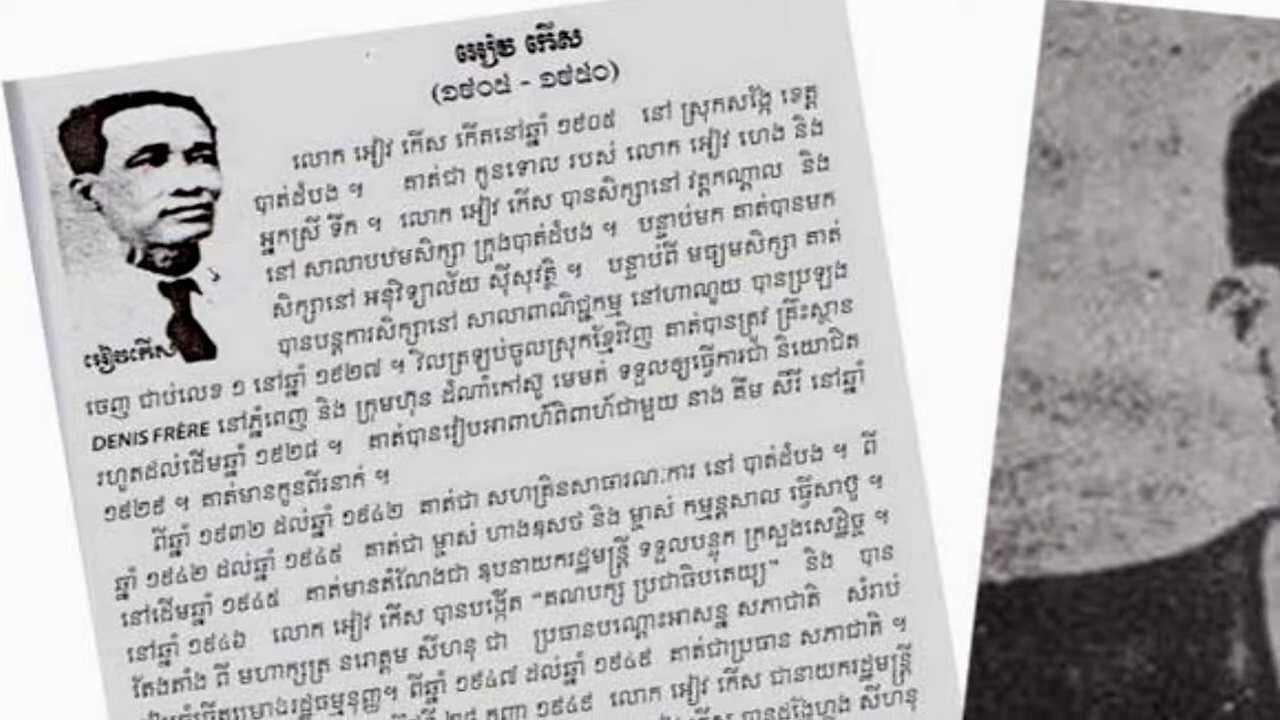 អៀវ កើស
(១៩០៥ - ១៩៥០)
លោក អៀវ កើស កើតនៅឆ្នាំ ១៩០៥ នៅ ស្រុកសង្កែ ខេត្ត
បាត់ដំបង ។ គាត់ជា កូនទោល របស់ លោក អៀវ ហេង និង
អ្នកស្រី ទឹក ។ លោក អៀវ កើស បានសិក្សានៅ វត្តកណ្តាល និង
នៅ សាលាបឋមសិក្សា ក្រុងបាត់ដំបង ។ បន្ទាប់មក គាត់បានមក
សិក្សានៅ អនុវិទ្យាល័យ ស៊ីសុវត្ថិ ។ បន្ទាប់ពី មធ្យមសិក្សា គាត់
បានបន្តការសិក្សានៅ សាលាពាណិជ្ជកម្ម នៅហាណូយ បានប្រឡង
អៀវកើស
ចេញ ជាប់លេខ ១ នៅឆ្នាំ ១៩២៧ ។ វិលត្រឡប់ចូលស្រុកខ្មែរវិញ គាត់បានត្រូវ គ្រឹះស្ថាន
DENIS FRÈRE នៅភ្នំពេញ និង ក្រុមហ៊ុន ដំណាំកៅស៊ូ មេមត់ ទទួលឲ្យធ្វើការជា និយោជិត
រហូតដល់ដើមឆ្នាំ ១៩២៨ ។ គាត់បានរៀបអាពាហ៍ពិពាហ៍ជាមួយ នាង គឹម ស៊ីវី នៅឆ្នាំ
១៩២៩ ។ គាត់មានកូនពីរនាក់ ។
ពីឆ្នាំ ១៩៣២ ដល់ឆ្នាំ ១៩៤២ គាត់ជា សហគ្រិនសាធារណៈការ នៅ បាត់ដំបង ។ ពី
ឆ្នាំ ១៩៤២ ដល់ឆ្នាំ ១៩៤៥ គាត់ជា ម្ចាស់ ហាងឱសថ និង ម្ចាស់ កម្មន្តសាល ធ្វើសាប៊ូ ។
នៅដើមឆ្នាំ ១៩៤៥ គាត់មានតំណែងជា ឧបនាយករដ្ឋមន្ត្រី ទទួលបន្ទុក ក្រសួងសេដ្ឋកិច្ច ។
នៅឆ្នាំ ១៩៤៦ លោក អៀវ កើស បានបង្កើត “គណបក្ស ប្រជាធិបតេយ្យ” និង បាន
តែងតាំង ពី មហាក្សត្រ នរោត្តម សីហនុ ជា ប្រធានបណ្តោះអាសន្ន សភាជាតិ សំរាប់
ពីឆ្នាំ ១៩៤៧ ដល់ឆ្នាំ ១៩៤៩ គាត់ជាប្រធាន សភាជាតិ ។
២៨ កញ្ញា ១៩៤៩ លោក អៀវ កើស ជានាយករដ្ឋមន្ត្រី